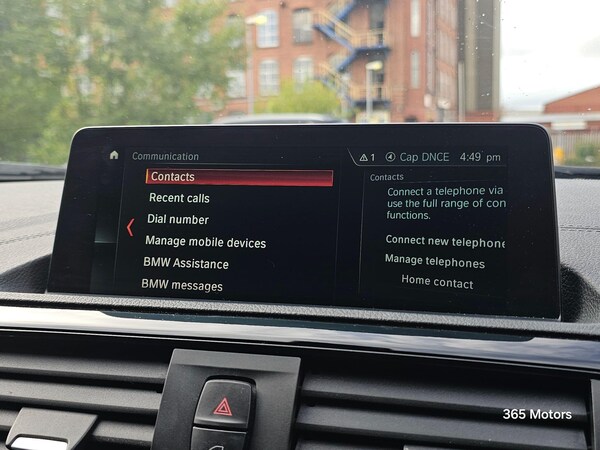 Communication
1 Cap DNCE 4:49 pm
Contacts
Recent calls
Dial number
Manage mobile devices
BMW Assistance
BMW messages
Contacts
Connect a telephone via
use the full range of con
functions.
Connect new telephone
Manage telephones
Home contact
365 Motors